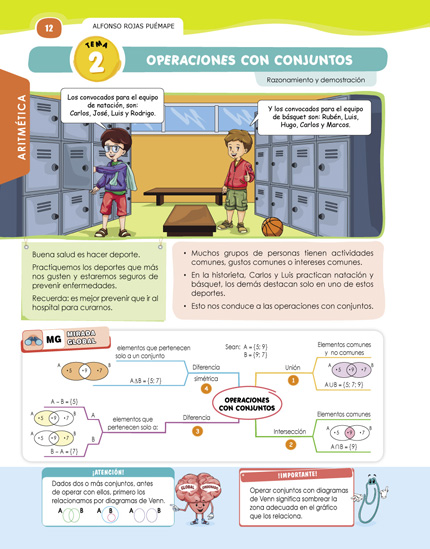 12
ALFONSO ROJAS PUÉMAPE
TEMA
2
OPERACIONES CON CONJUNTOS
Razonamiento y demostración
ARITMÉTICA
Los convocados para el equipo
de natación, son:
Carlos, José, Luis y Rodrigo.
Y los convocados para el equipo
de básquet son: Rubén, Luis,
Hugo, Carlos y Marcos.
Buena salud es hacer deporte.
Practiquemos los deportes que más
nos gusten y estaremos seguros de
prevenir enfermedades.
Recuerda: es mejor prevenir que ir al
hospital para curarnos.
• Muchos grupos de personas tienen actividades
comunes, gustos comunes o intereses comunes.
• En la historieta, Carlos y Luis practican natación y
básquet, los demás destacan solo en uno de estos
deportes.
• Esto nos conduce a las operaciones con conjuntos.
MG MIRADA
GLOBAL
elementos que pertenecen
solo a un conjunto
A B
•5 •9 •7
AΔB = {5; 7}
Diferencia
simétrica
4
Sean: A = {5; 9}
B = {9; 7}
Unión
1
Elementos comunes
y no comunes
A B
•5 •9 •7
A∪B = {5; 7; 9}
OPERACIONES
CON CONJUNTOS
A – B = {5}
A B
•5 •9 •7
A B
•5 •9 •7
B – A = {7}
A
B
elementos que
pertenecen solo a:
Diferencia
3
Intersección
2
Elementos comunes
A B
•5 •9 •7
A∩B = {9}
¡ATENCIÓN!
Dados dos o más conjuntos, antes
de operar con ellos, primero los
relacionamos por diagramas de Venn.
A B A B A B
¡IMPORTANTE!
Operar conjuntos con diagramas
de Venn significa sombrear la
zona adecuada en el gráfico
que los relaciona.